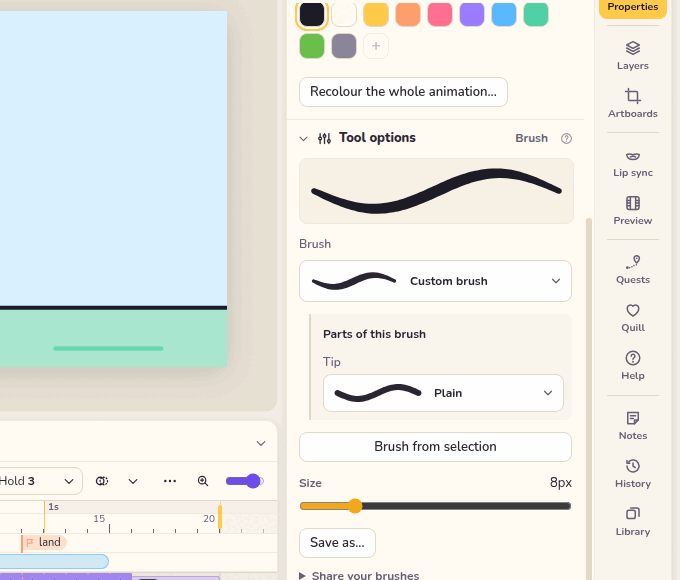 Properties
Layers
Artboards
Lip sync
Preview
Quests
Quill
Help
Notes
History
Library
Recolour the whole animation...
Tool options
Brush
Brush
Custom brush
Parts of this brush
Tip
Plain
Brush from selection
Size
8px
Save as...
Share your brushes
Hold 3
1s
15
20
land